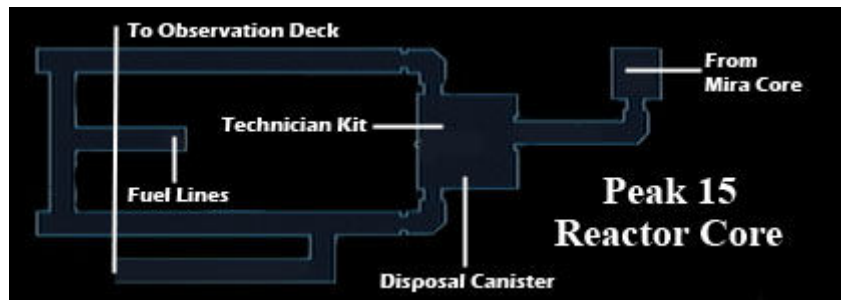 To Observation Deck
From
Mira Core
Technician Kit
Fuel Lines
Peak 15
Reactor Core
Disposal Canister